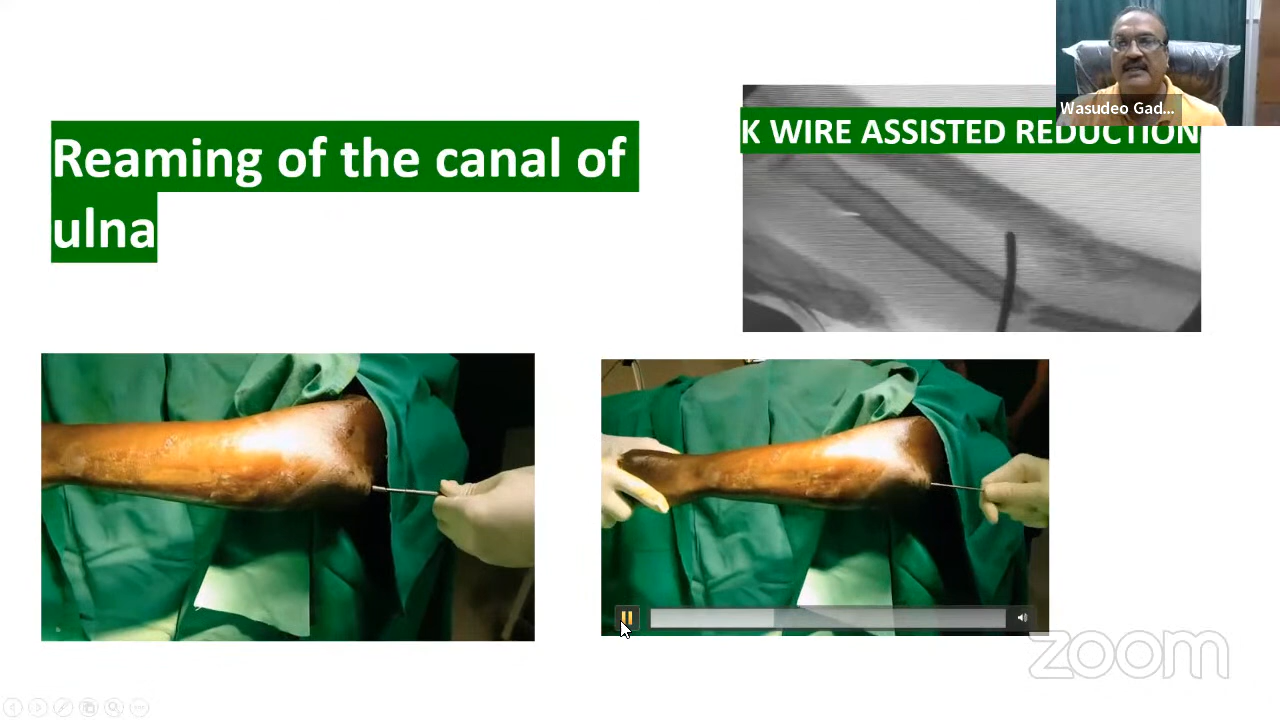 Wasudeo Gad...
K WIRE ASSISTED REDUCTION
Reaming of the canal of
ulna
zoom